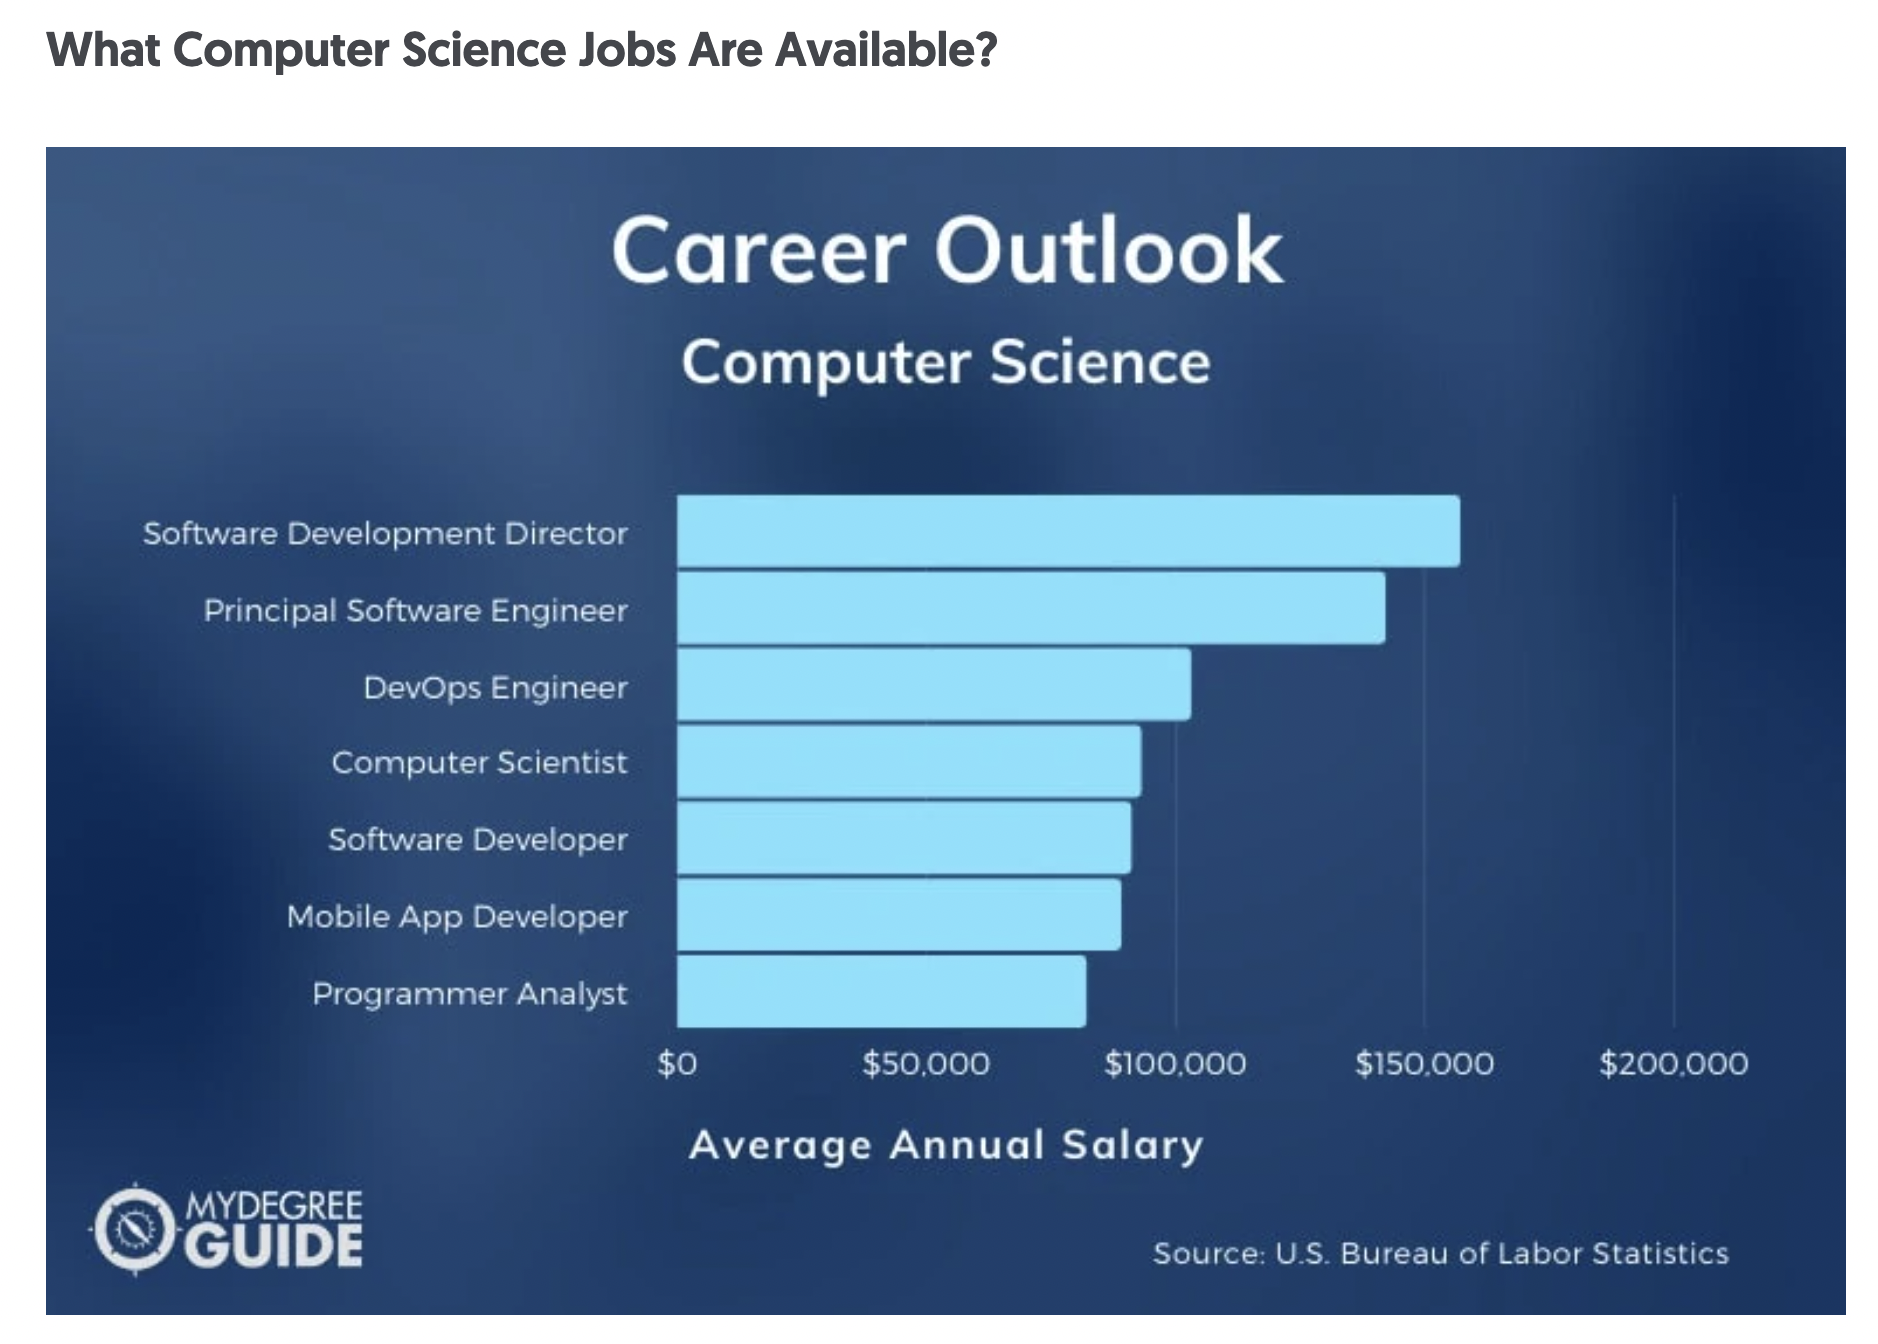 What Computer Science Jobs Are Available?
Career Outlook
Computer Science
Software Development Director
Principal Software Engineer
DevOps Engineer
Computer Scientist
Software Developer
Mobile App Developer
Programmer Analyst
$0 $50,000 $100,000 $150,000 $200,000
Average Annual Salary
MYDEGREE
GUIDE
Source: U.S. Bureau of Labor Statistics